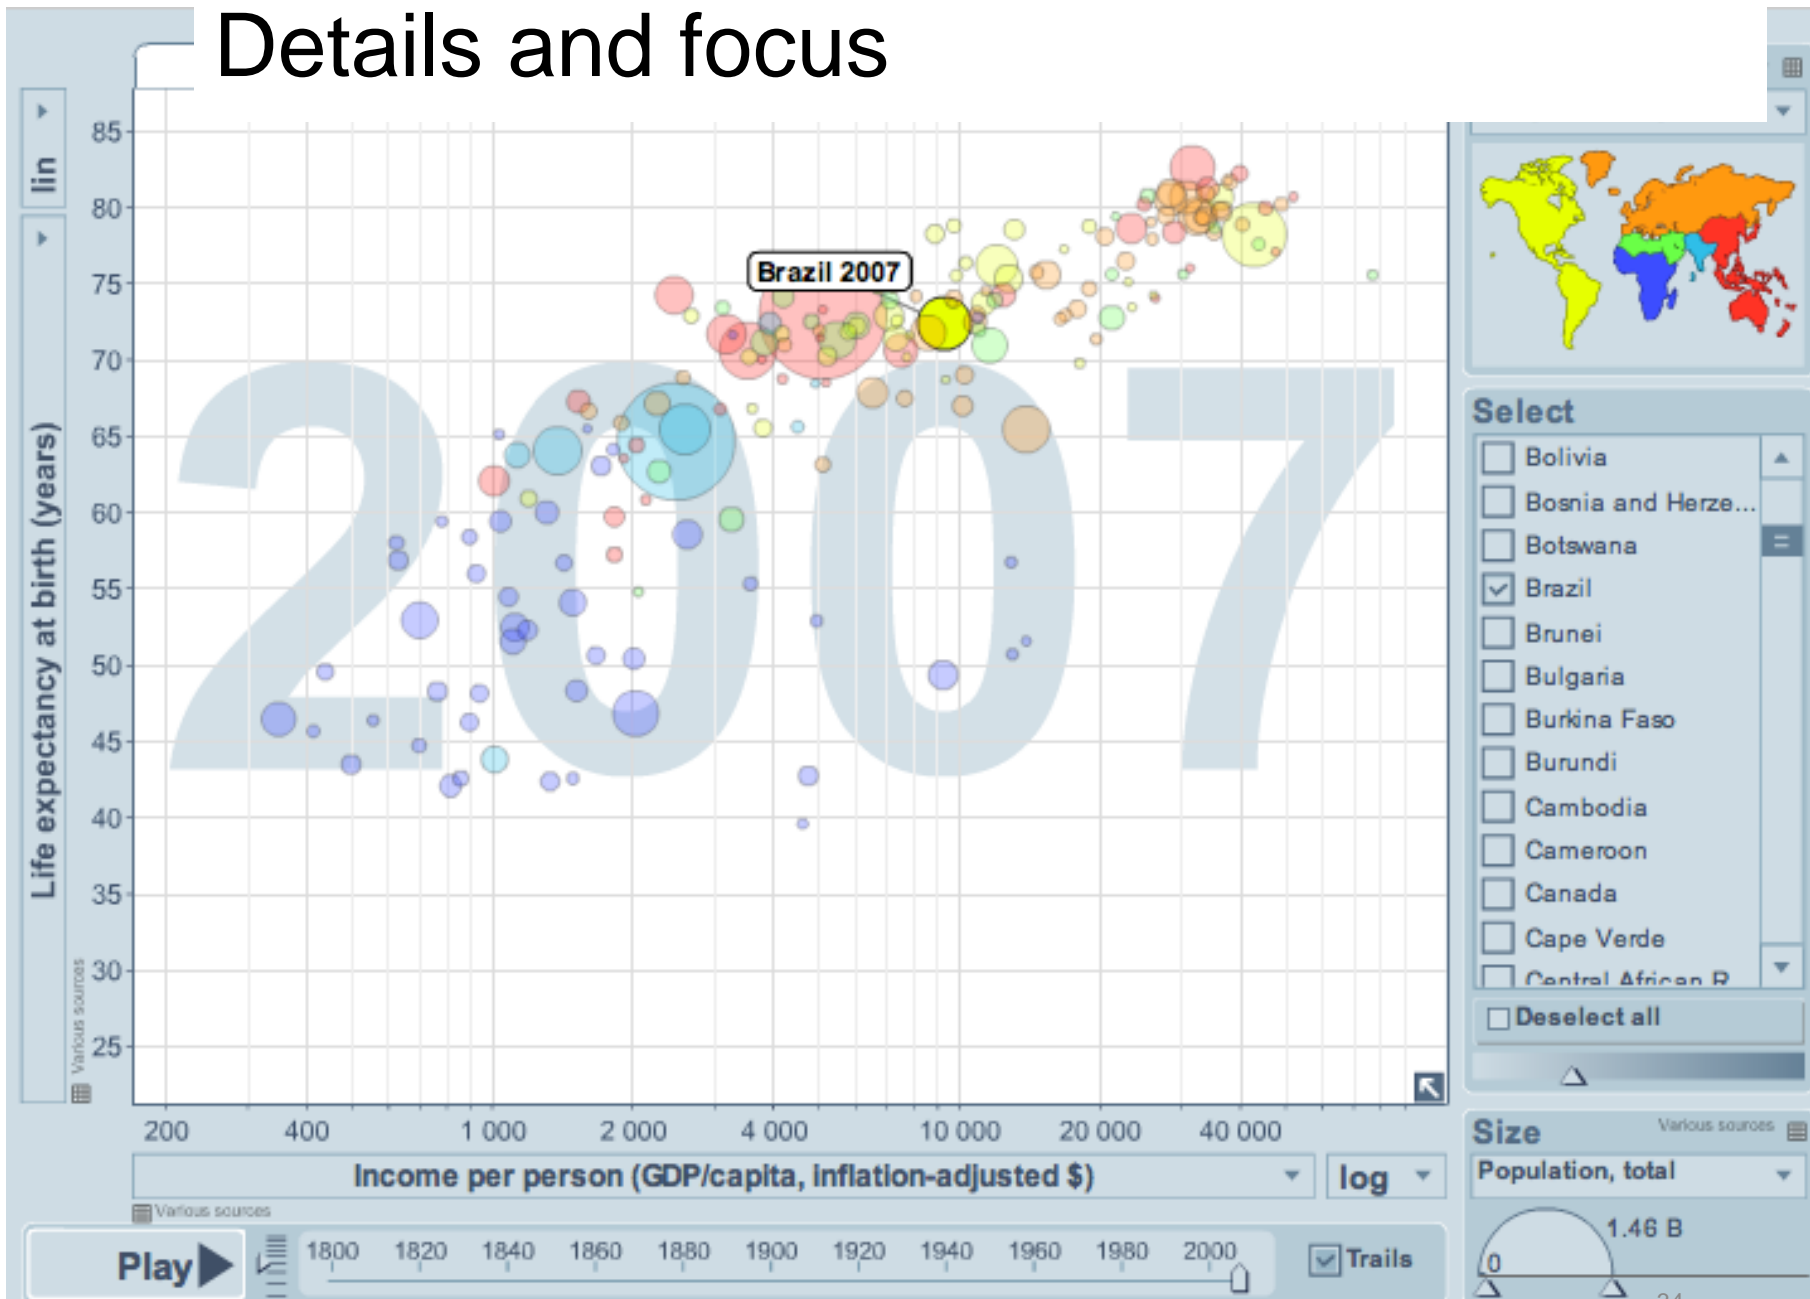 Details and focus
lin
Life expectancy at birth (years)
Various sources
85
80
75
70
65
60
55
50
45
40
35
30
25
2007
Brazil 2007
200
400
1 000
2 000
4 000
10 000
20 000
40 000
Income per person (GDP/capita, inflation-adjusted $)
log
Various sources
Play
1800
1820
1840
1860
1880
1900
1920
1940
1960
1980
2000
Trails
Select
Bolivia
Bosnia and Herze...
Botswana
Brazil
Brunei
Bulgaria
Burkina Faso
Burundi
Cambodia
Cameroon
Canada
Cape Verde
Central African R
Deselect all
Size
Various sources
Population, total
1.46 B
0